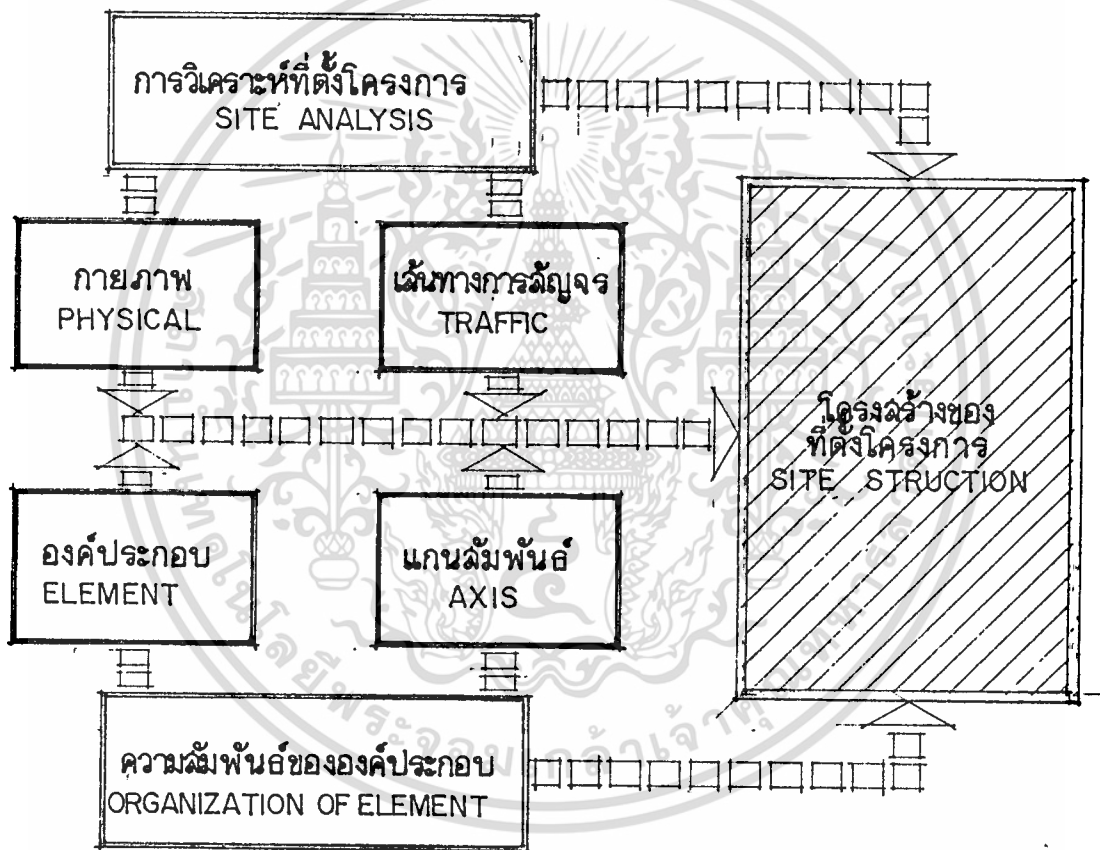 การวิเคราะห์ที่ตั้งโครงการ
SITE ANALYSIS
กายภาพ
PHYSICAL
เส้นทางการสัญจร
TRAFFIC
โครงสร้างของ
ที่ตั้งโครงการ
SITE STRUCTION
องค์ประกอบ
ELEMENT
แกนสัมพันธ์
AXIS
ความสัมพันธ์ขององค์ประกอบ
ORGANIZATION OF ELEMENT